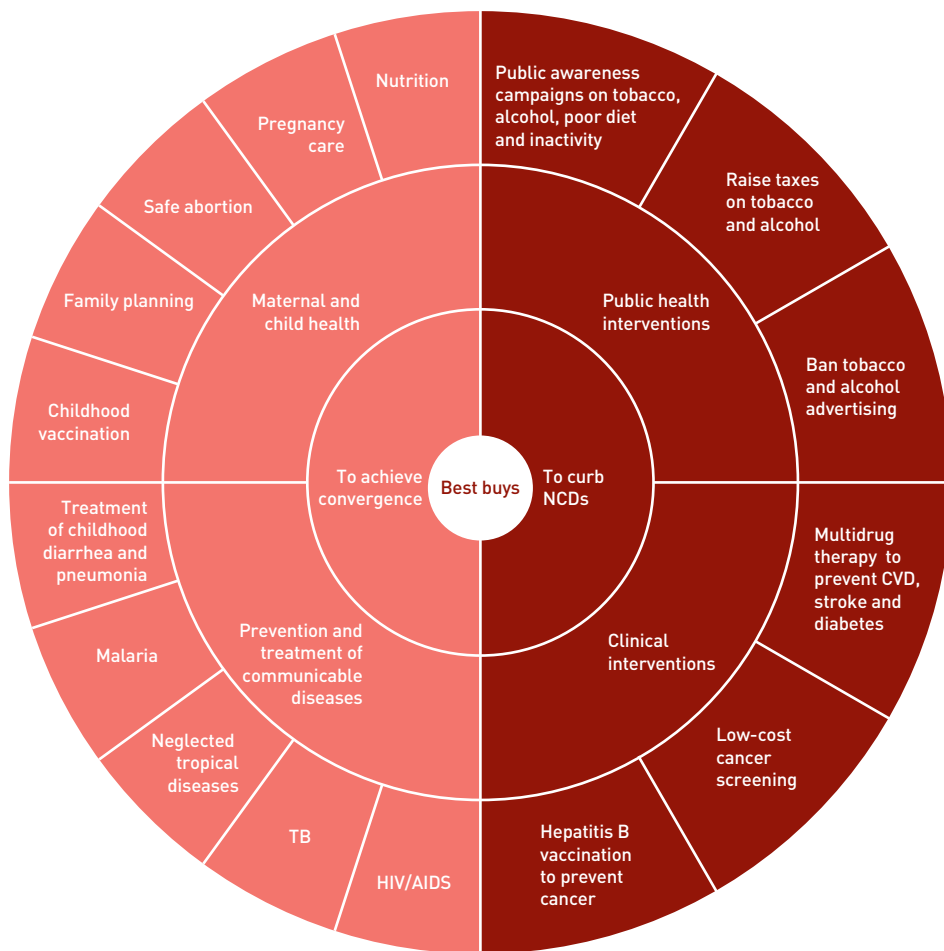 Nutrition
Pregnancy
care
Safe abortion
Family planning
Childhood
vaccination
Maternal and
child health
Treatment
of childhood
diarrhea and
pneumonia
Malaria
Neglected
tropical
diseases
TB
HIV/AIDS
Prevention and
treatment of
communicable
diseases
To achieve
convergence
Best buys
To curb
NCDs
Public awareness
campaigns on tobacco,
alcohol, poor diet
and inactivity
Raise taxes
on tobacco
and alcohol
Ban tobacco
and alcohol
advertising
Public health
interventions
Multidrug
therapy to
prevent CVD,
stroke and
diabetes
Low-cost
cancer
screening
Hepatitis B
vaccination
to prevent
cancer
Clinical
interventions